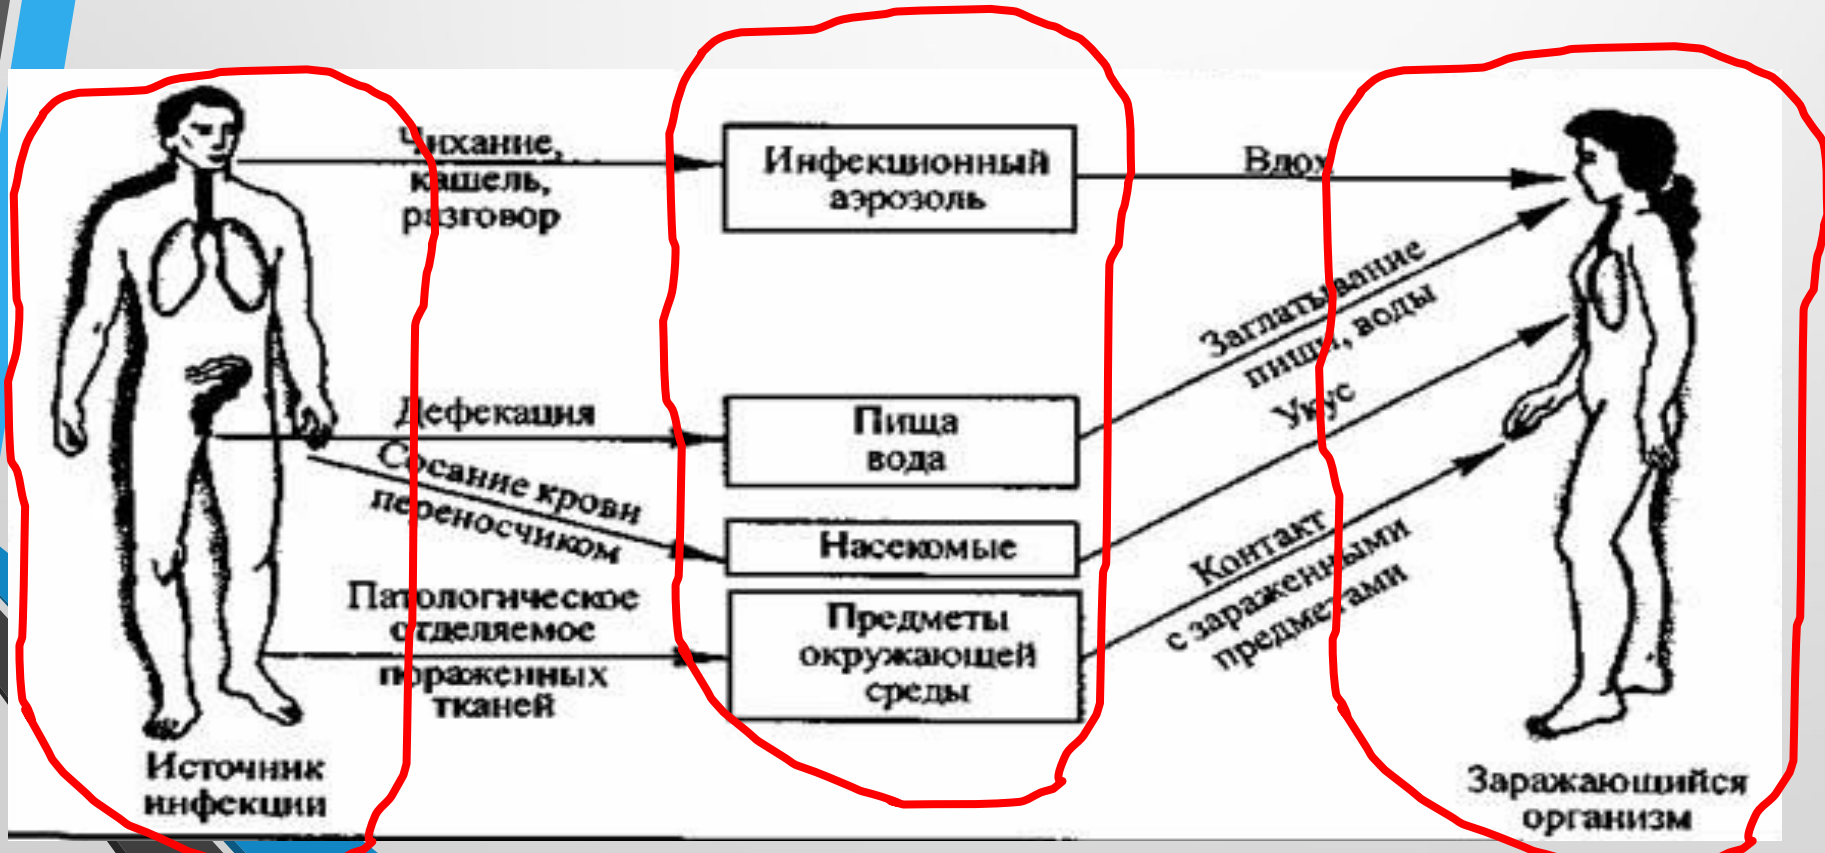 Чихание,
кашель,
разговор
Инфекционный
аэрозоль
Вдох
Заглатывание
пищи, воды
Дефекация
Пища
вода
Укус
Сосание крови
переносчиком
Насекомые
Контакт
с зараженными
предметами
Патологическое
отделяемое
пораженных
тканей
Предметы
окружающей
среды
Источник
инфекции
Заражающийся
организм